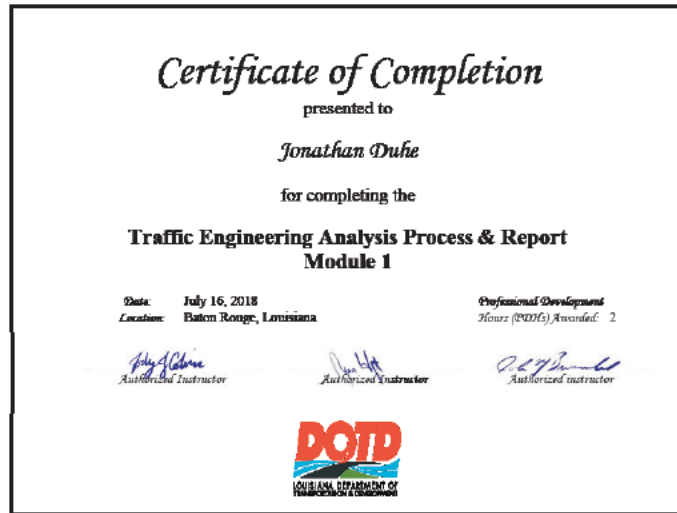 Certificate of Completion
presented to
Jonathan Duhe
for completing the
Traffic Engineering Analysis Process & Report
Module 1
Date: July 16, 2018
Location: Baton Rouge, Louisiana
Professional Development
Hours (PDHs) Awarded: 2
Authorized Instructor
Authorized Instructor
Authorized instructor
DOTD
LOUISIANA DEPARTMENT OF
TRANSPORTATION & DEVELOPMENT